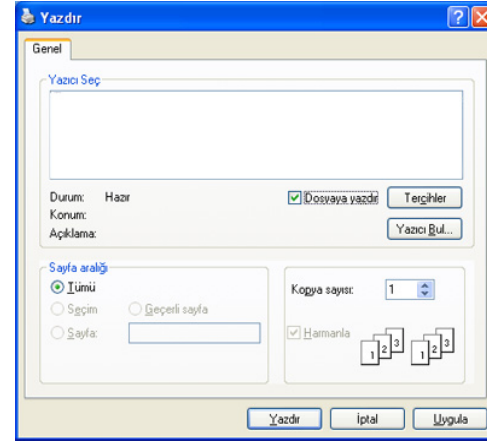 Yazdır
Genel
Yazıcı Seç
Durum: Hazır
Konum:
Açıklama:
Dosyaya yazdır
Tercihler
Yazıcı Bul...
Sayfa aralığı
Tümü
Seçim
Geçerli sayfa
Sayfa:
Kopya sayısı: 1
Harmanla
1 2 3 1 2 3
Yazdır
İptal
Uygula